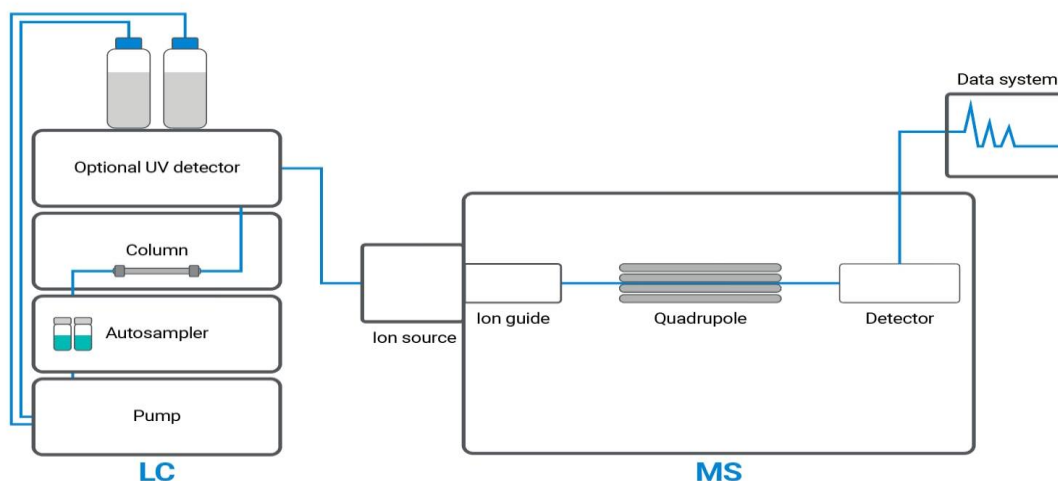 Data system
Optional UV detector
Column
Autosampler
Pump
LC
Ion source
Ion guide
Quadrupole
Detector
MS